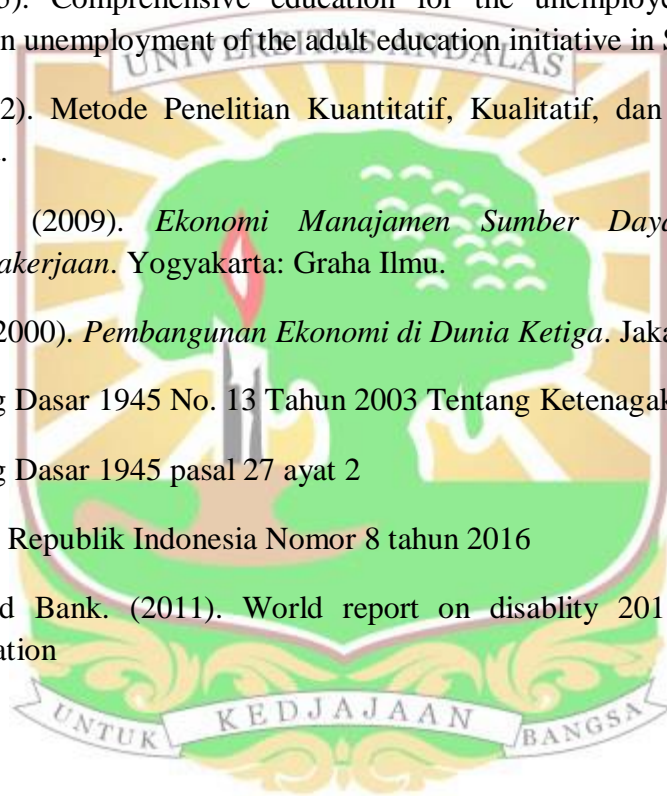 5). Comprehensive education for the unemploye
n unemployment of the adult education initiative in S
UNIVERSITAS ANDALAS
2). Metode Penelitian Kuantitatif, Kualitatif, dan
.
(2009). Ekonomi Manajamen Sumber Daya
akerjaan. Yogyakarta: Graha Ilmu.
2000). Pembangunan Ekonomi di Dunia Ketiga. Jaka
g Dasar 1945 No. 13 Tahun 2003 Tentang Ketenagak
g Dasar 1945 pasal 27 ayat 2
Republik Indonesia Nomor 8 tahun 2016
d Bank. (2011). World report on disablity 201
ation
UNTUK KEDJAJAAN BANGSA